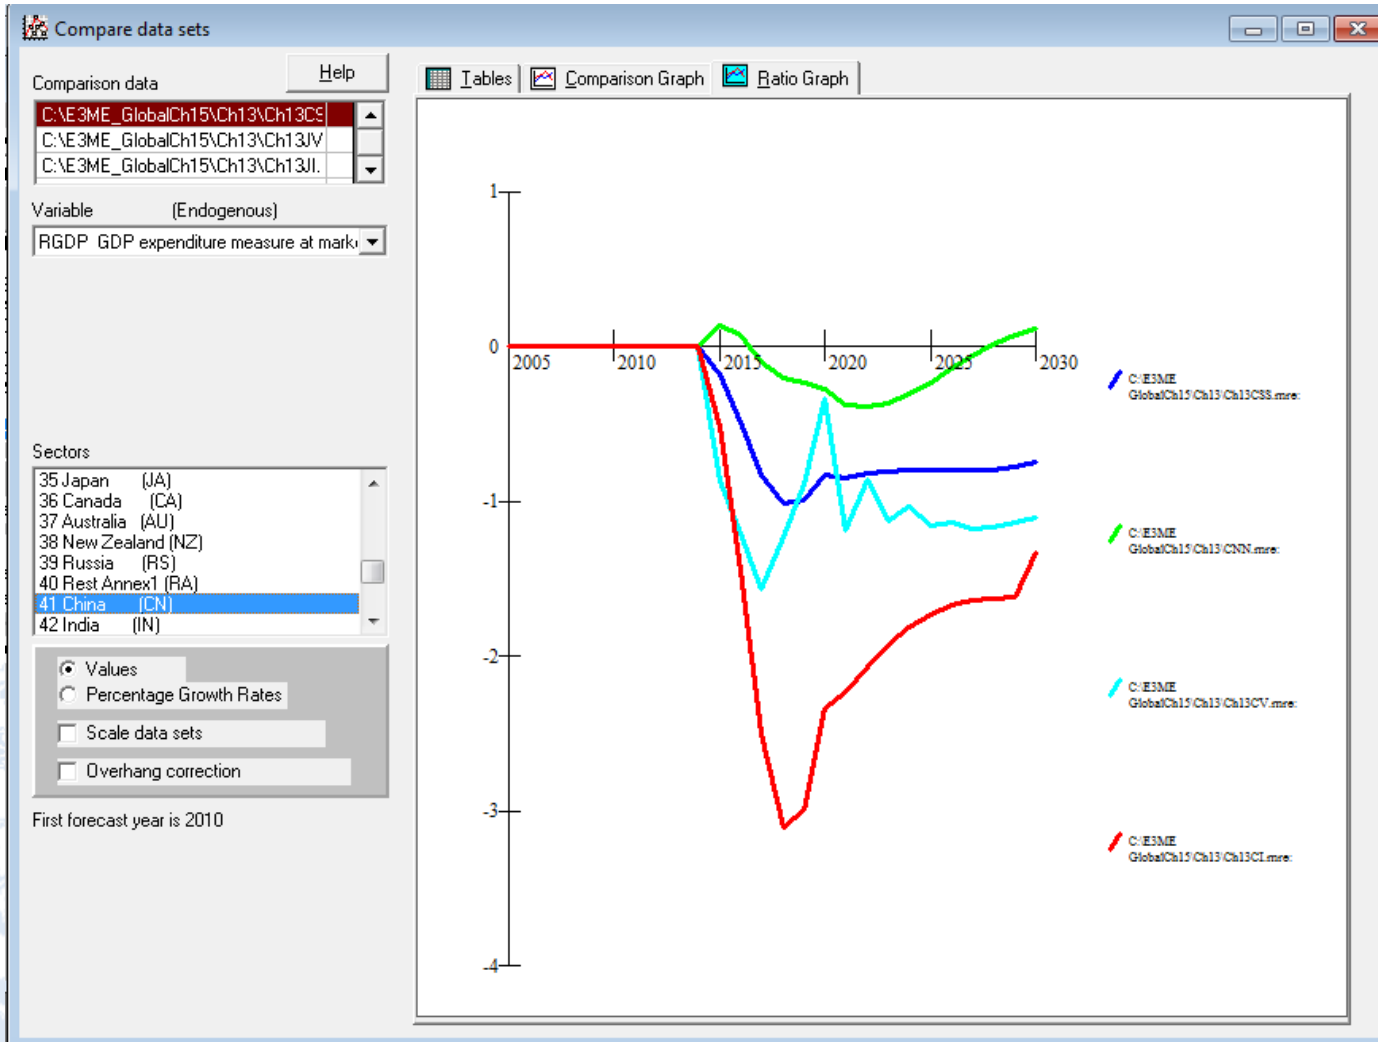 Compare data sets
Help
Comparison data
C:\E3ME_GlobalCh15\Ch13\Ch13CS
C:\E3ME_GlobalCh15\Ch13\Ch13JV
C:\E3ME_GlobalCh15\Ch13\Ch13JI.
Variable (Endogenous)
RGDP GDP expenditure measure at mark
Sectors
35 Japan (JA)
36 Canada (CA)
37 Australia (AU)
38 New Zealand (NZ)
39 Russia (RS)
40 Rest Annex1 (RA)
41 China (CN)
42 India (IN)
Values
Percentage Growth Rates
Scale data sets
Overhang correction
First forecast year is 2010
Tables
Comparison Graph
Ratio Graph
1
0
-1
-2
-3
-4
2005
2010
2015
2020
2025
2030
C:\E3ME
GlobalCh15\Ch13\Ch13CSS.mre:
C:\E3ME
GlobalCh15\Ch13\CNN.mre:
C:\E3ME
GlobalCh15\Ch13\Ch13CV.mre:
C:\E3ME
GlobalCh15\Ch13\Ch13CI.mre: